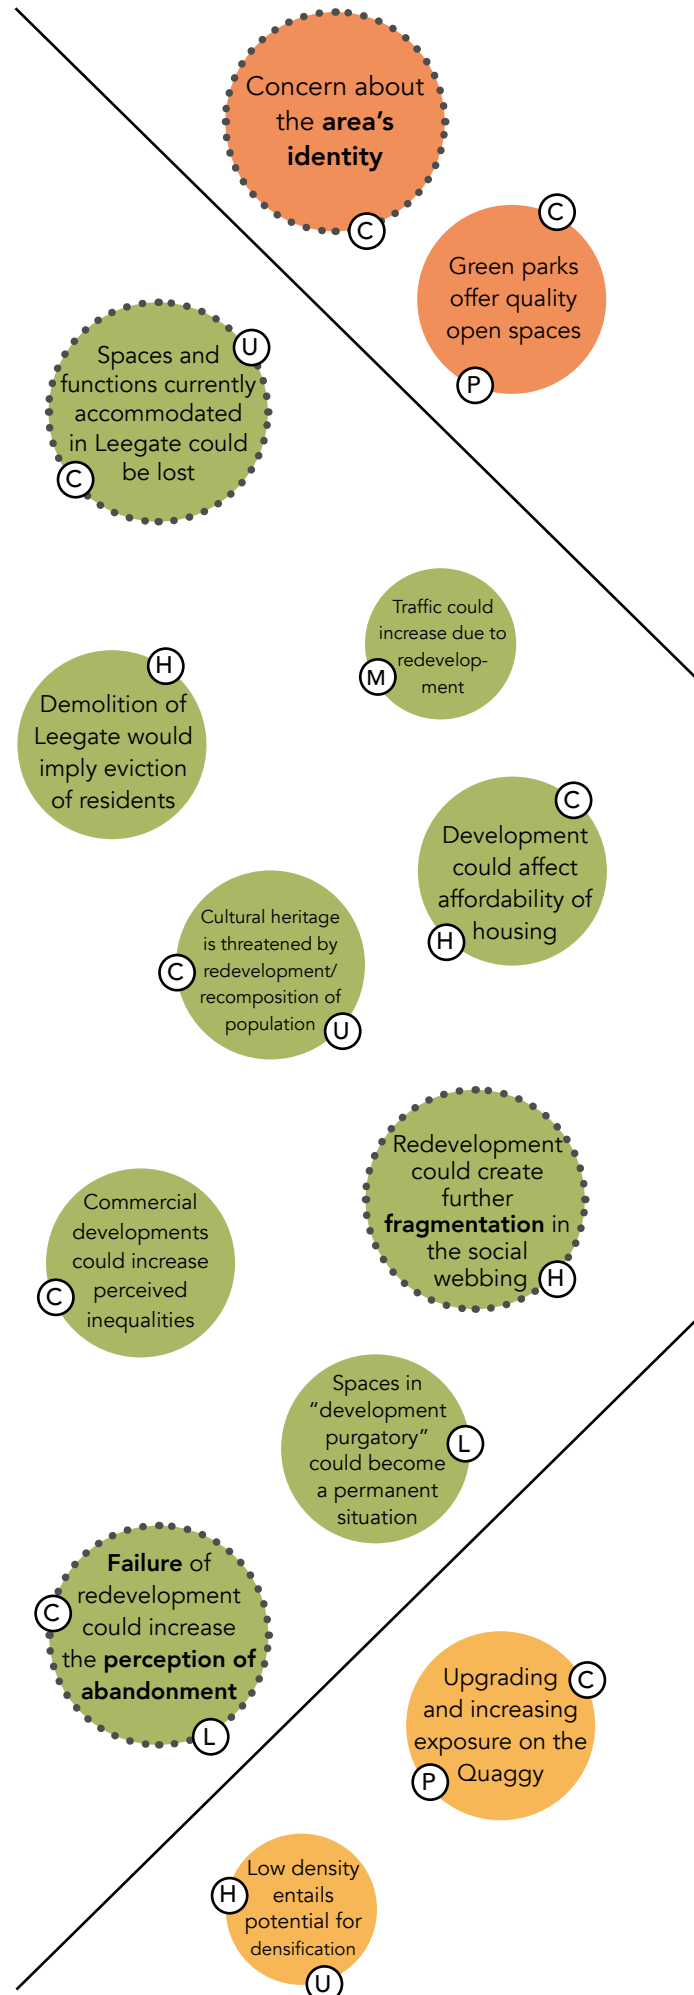 Concern about
the area's
identity
C
C
Green parks
offer quality
open spaces
P
U
Spaces and
functions currently
accommodated
in Leegate could
be lost
C
Traffic could
increase due to
redevelop-
ment
M
H
Demolition of
Leegate would
imply eviction
of residents
C
Development
could affect
affordability of
housing
H
Cultural heritage
is threatened by
redevelopment/
recomposition of
population
C
U
Redevelopment
could create
further
fragmentation in
the social
webbing
H
Commercial
developments
could increase
perceived
inequalities
C
Spaces in
“development
purgatory”
could become
a permanent
situation
L
Failure of
redevelopment
could increase
the perception of
abandonment
C
L
C
Upgrading
and increasing
exposure on the
Quaggy
P
H
Low density
entails
potential for
densification
U